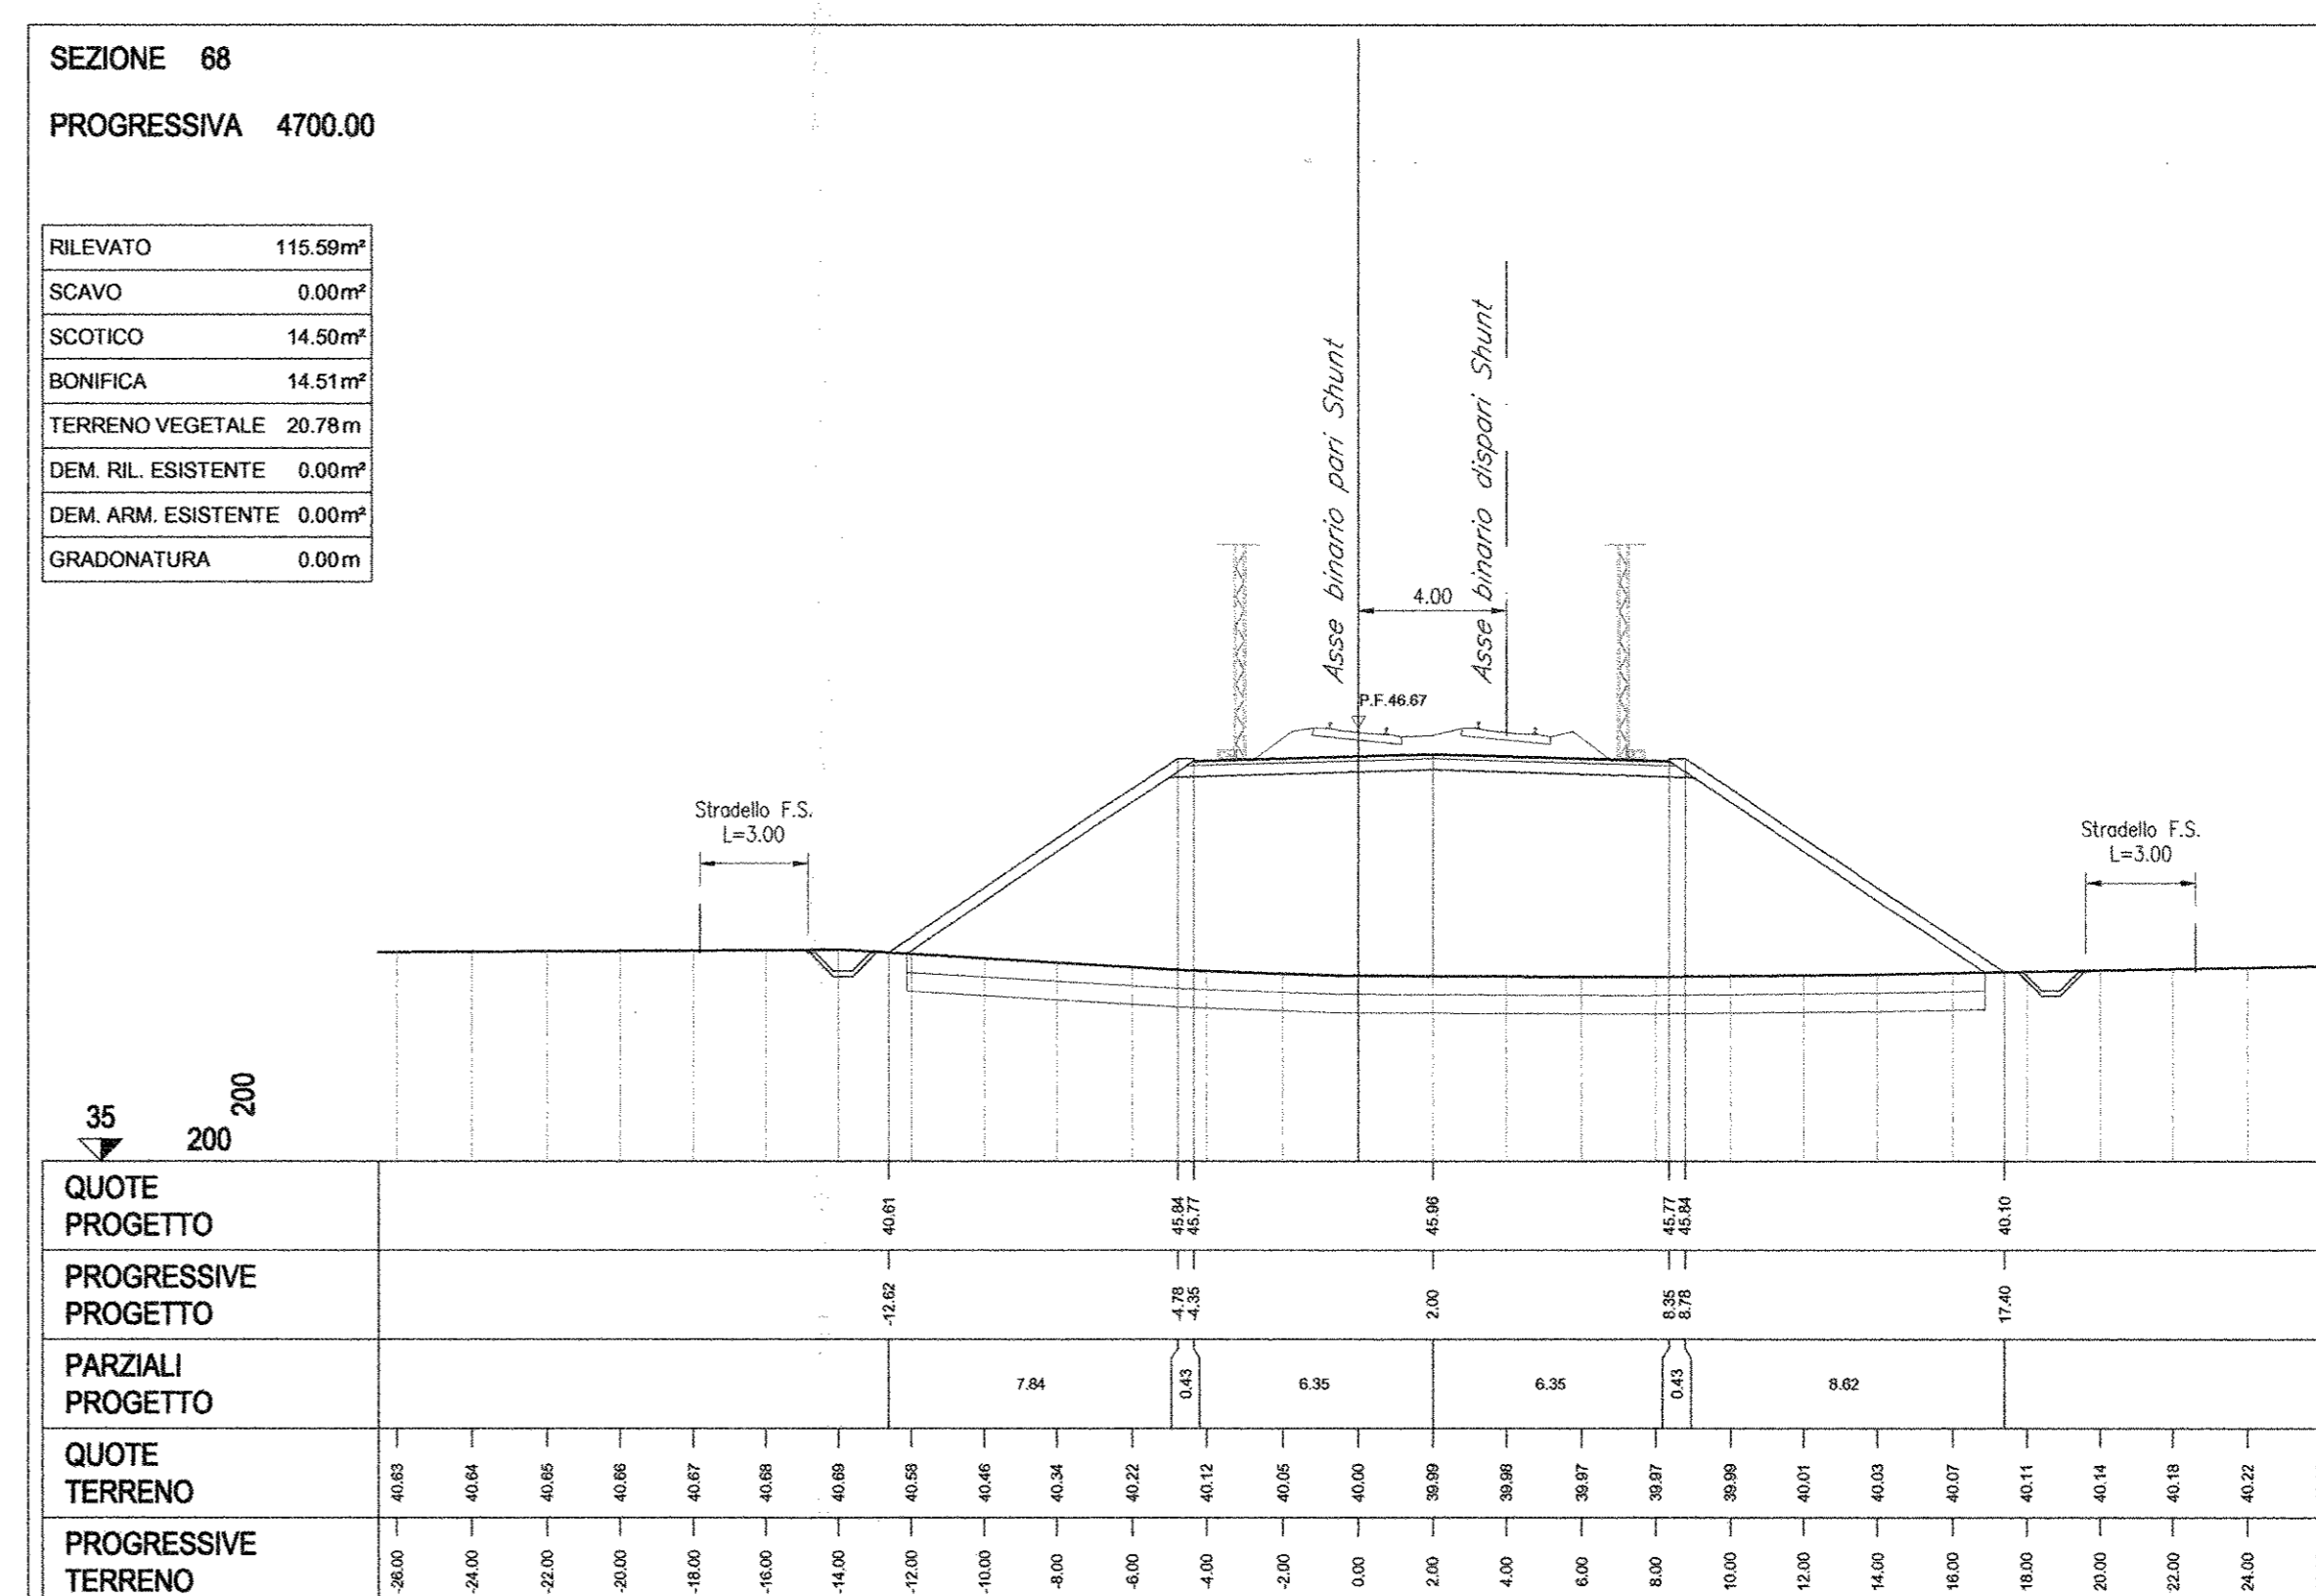 SEZIONE 68
PROGRESSIVA 4700.00
RILEVATO 115.59m²
SCAVO 0.00m²
SCOTICO 14.50m²
BONIFICA 14.51m²
TERRENO VEGETALE 20.78m
DEM. RIL. ESISTENTE 0.00m²
DEM. ARM. ESISTENTE 0.00m²
GRADONATURA 0.00m
Asse binario pari Shunt
Asse binario dispari Shunt
4.00
P.F.46.67
Stradello F.S.
L=3.00
Stradello F.S.
L=3.00
35
200
200
QUOTE
PROGETTO
40.61 45.84 45.77 45.96 45.77 45.84 40.10
PROGRESSIVE
PROGETTO
-12.62 -4.78 -4.35 2.00 8.35 8.78 17.40
PARZIALI
PROGETTO
7.84 0.43 6.35 6.35 0.43 8.62
QUOTE
TERRENO
40.63 40.64 40.65 40.66 40.67 40.68 40.69 40.58 40.46 40.34 40.22 40.12 40.05 40.00 39.99 39.98 39.97 39.97 39.99 40.01 40.03 40.07 40.11 40.14 40.18 40.22
PROGRESSIVE
TERRENO
-26.00 -24.00 -22.00 -20.00 -18.00 -16.00 -14.00 -12.00 -10.00 -8.00 -6.00 -4.00 -2.00 0.00 2.00 4.00 6.00 8.00 10.00 12.00 14.00 16.00 18.00 20.00 22.00 24.00